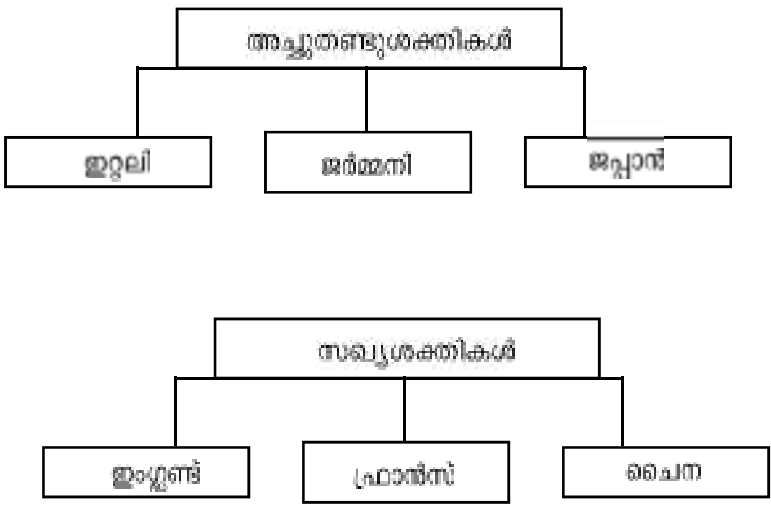 അച്ചുതണ്ടുശക്തികൾ
ഇറ്റലി
ജർമ്മനി
ജപ്പാൻ
സഖ്യശക്തികൾ
ഇംഗ്ലണ്ട്
ഫ്രാൻസ്
ചൈന